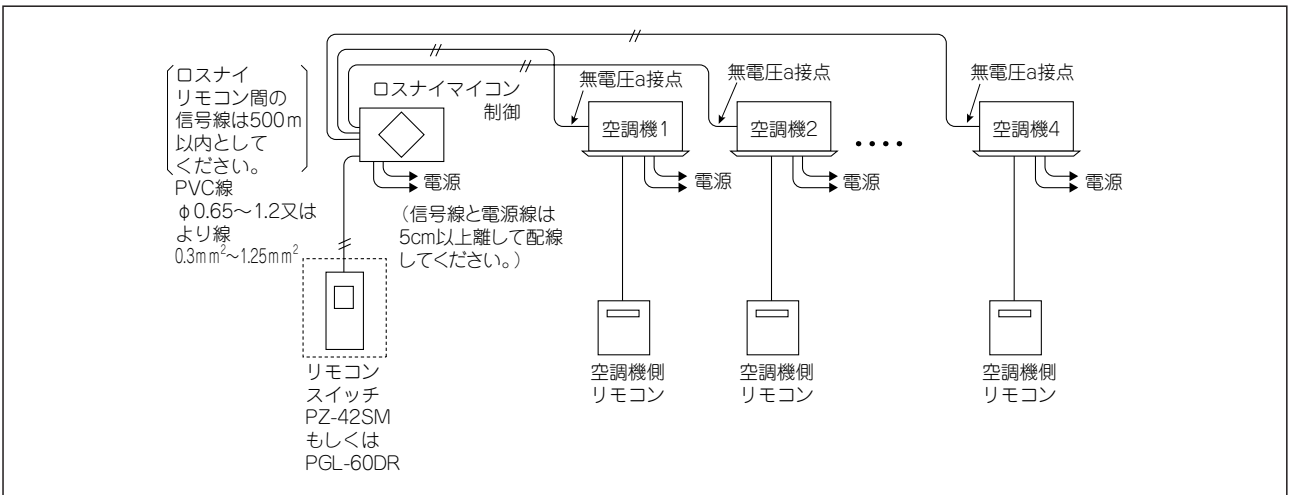 ロスナイ
リモコン間の
信号線は500m
以内として
ください。
PVC線
φ0.65～1.2又は
より線
0.3mm²～1.25mm²
ロスナイマイコン
制御
電源
（信号線と電源線は
5cm以上離して配線
してください。）
リモコン
スイッチ
PZ-42SM
もしくは
PGL-60DR
無電圧a接点
空調機1
電源
空調機側
リモコン
無電圧a接点
空調機2
電源
空調機側
リモコン
････
無電圧a接点
空調機4
電源
空調機側
リモコン